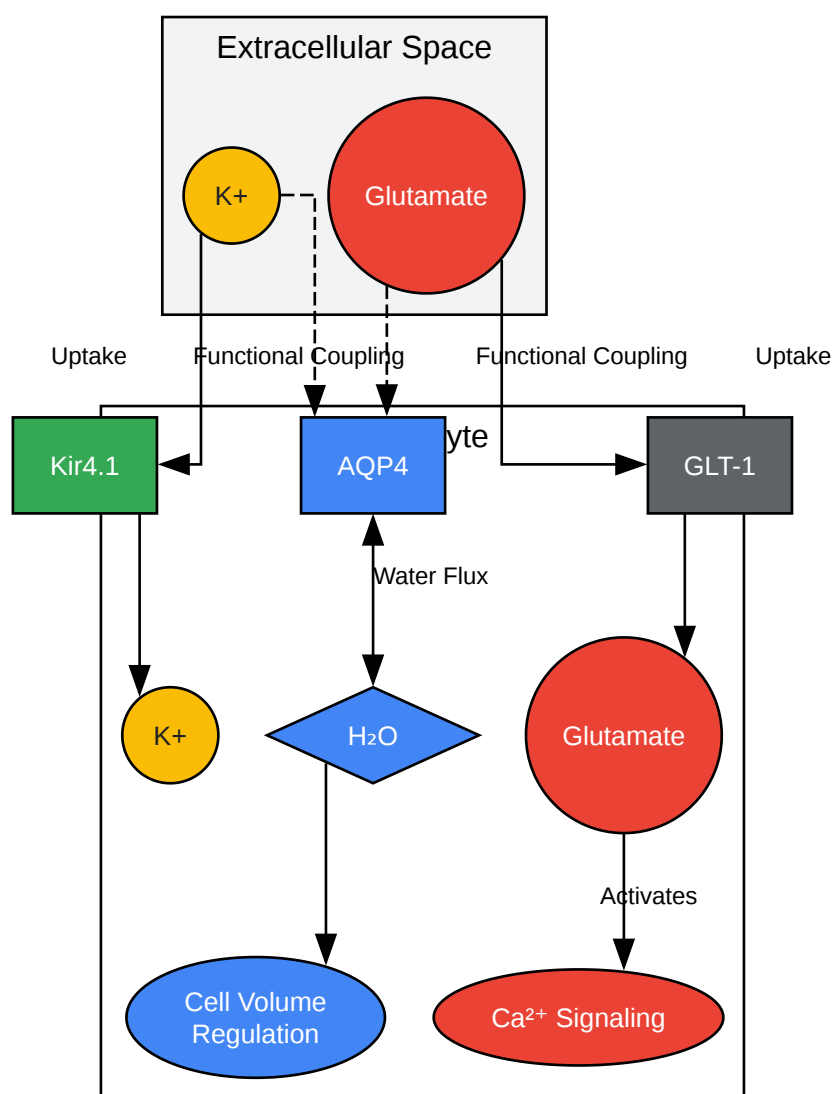 Extracellular Space
K+
Glutamate
Uptake
Functional Coupling
Functional Coupling
Uptake
yte
Kir4.1
AQP4
GLT-1
Water Flux
K+
H₂O
Glutamate
Activates
Cell Volume
Regulation
Ca²⁺ Signaling